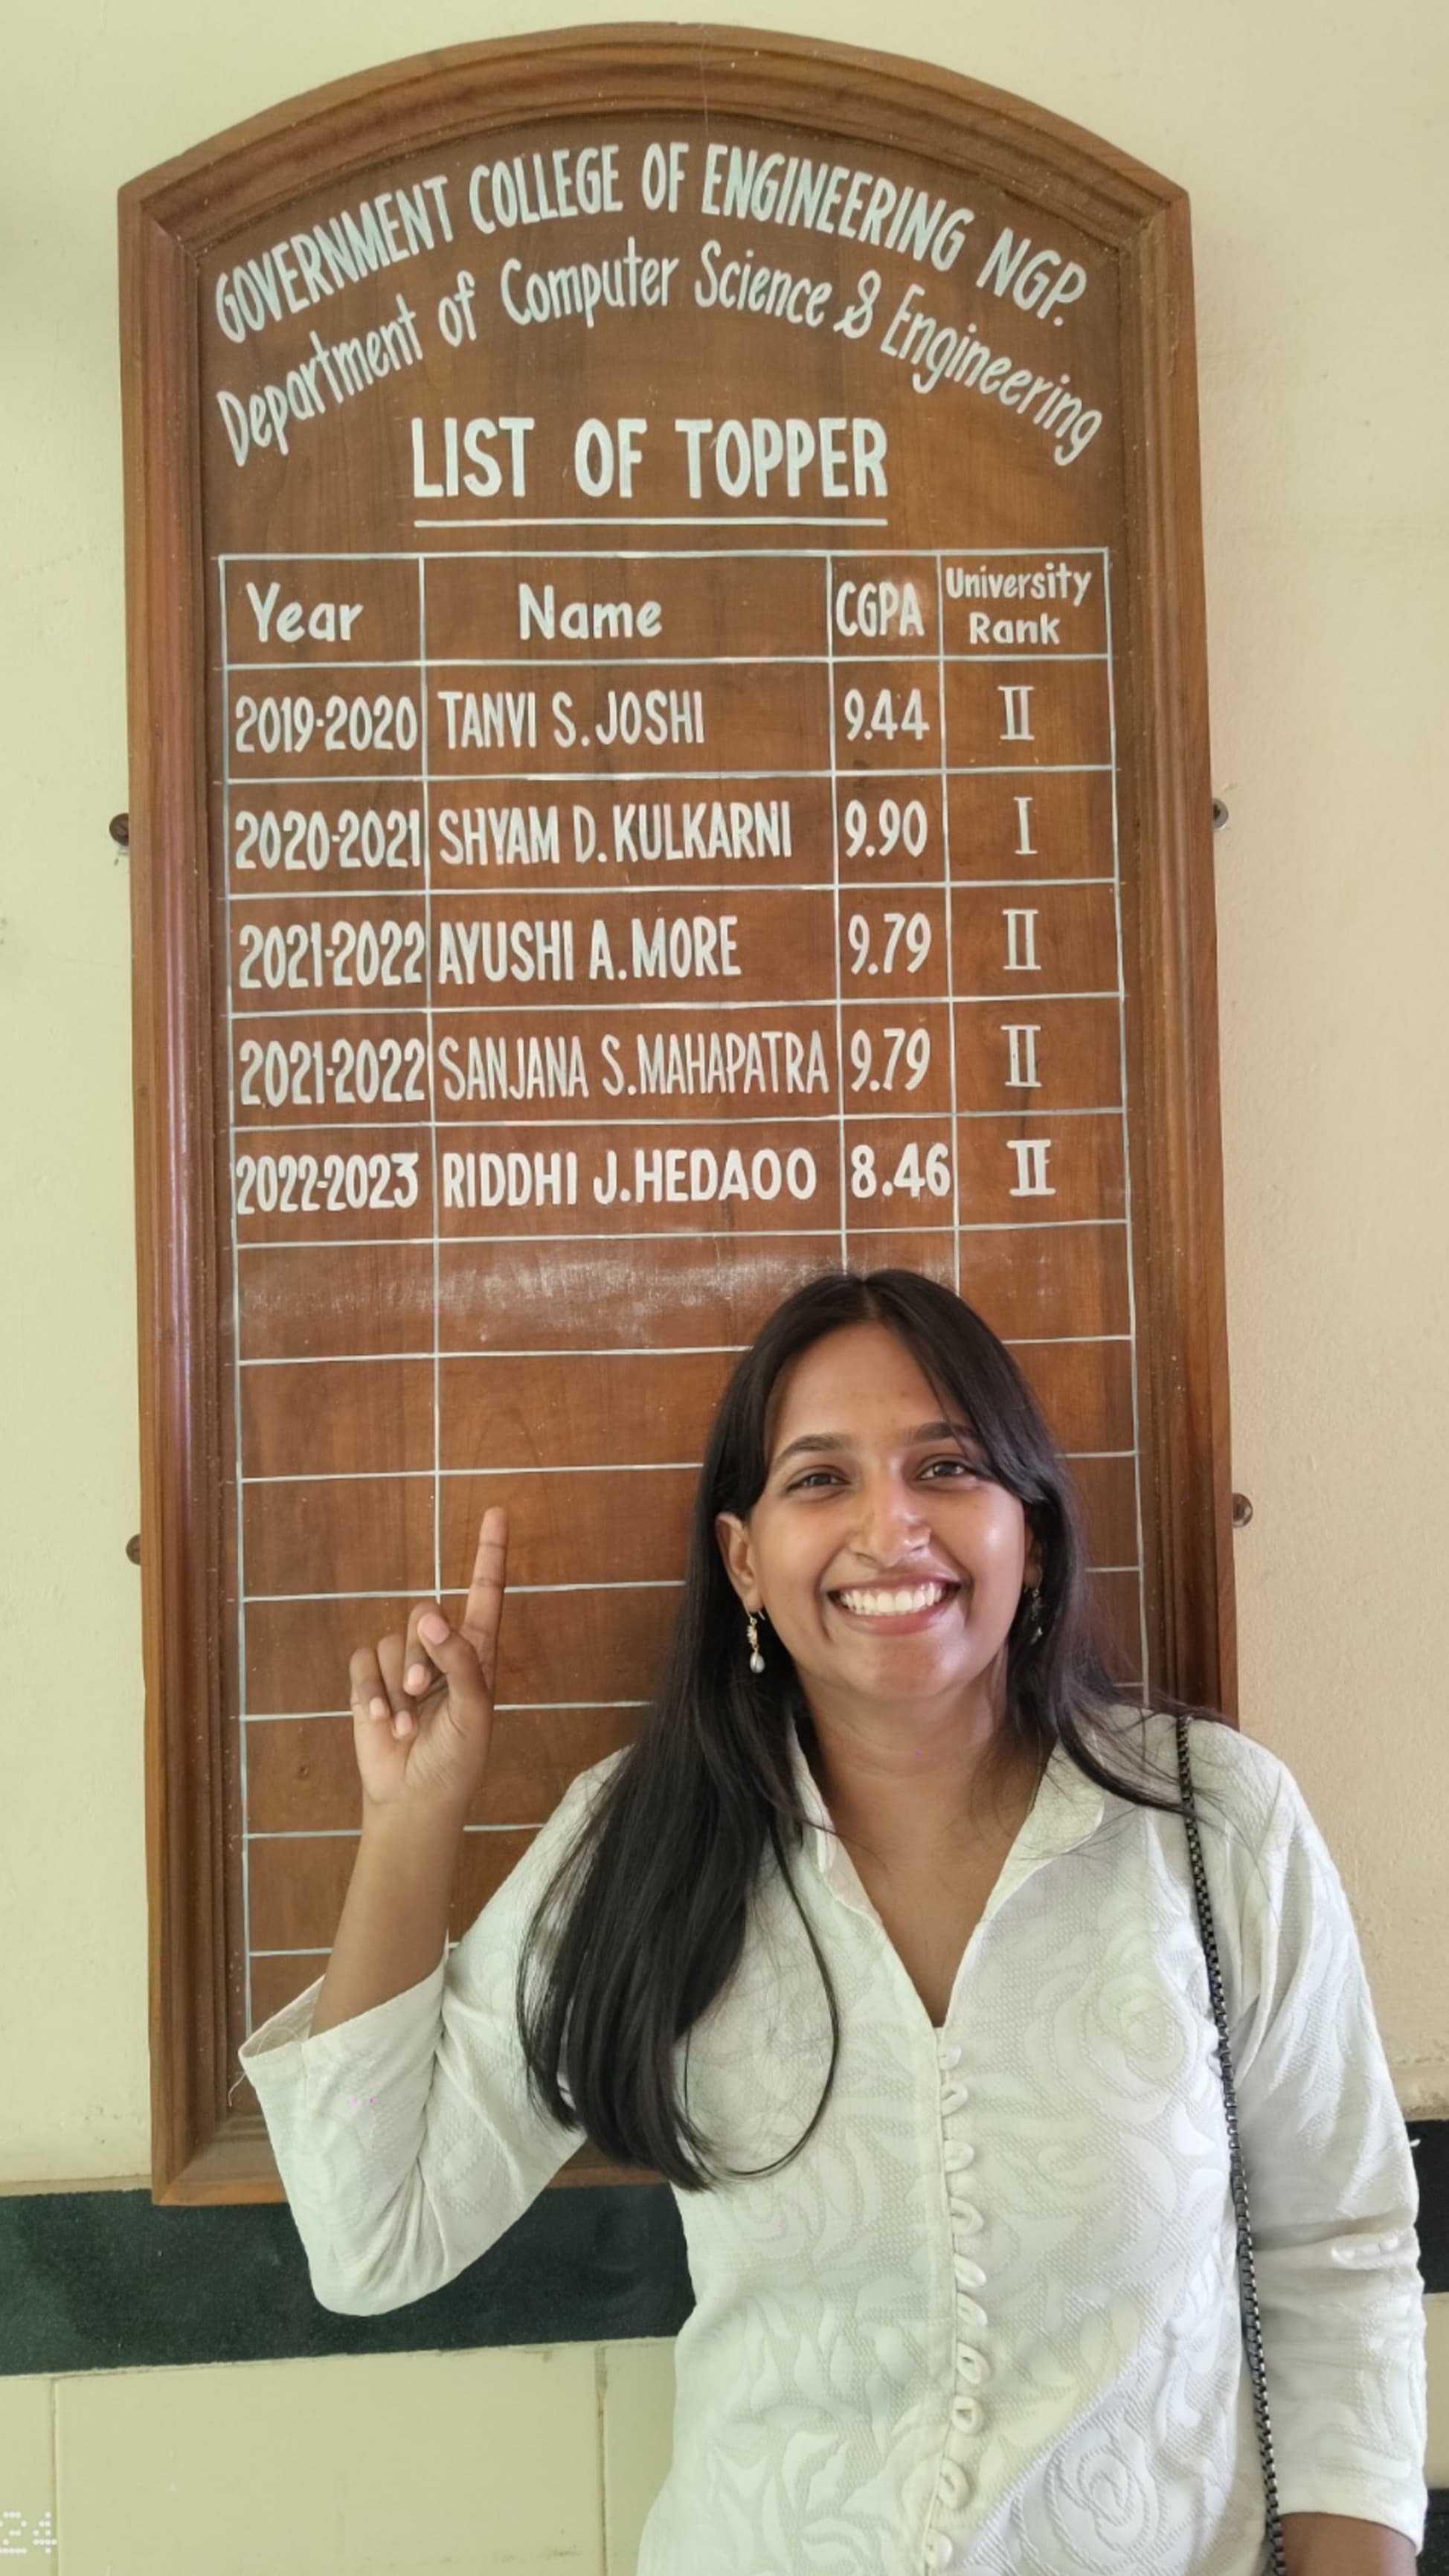 GOVERNMENT COLLEGE OF ENGINEERING NGP.
Department of Computer Science & Engineering
LIST OF TOPPER
Year Name CGPA University Rank
2019-2020 TANVI S. JOSHI 9.44 II
2020-2021 SHYAM D. KULKARNI 9.90 I
2021-2022 AYUSHI A. MORE 9.79 II
2021-2022 SANJANA S. MAHAPATRA 9.79 II
2022-2023 RIDDHI J. HEDAOO 8.46 II
24